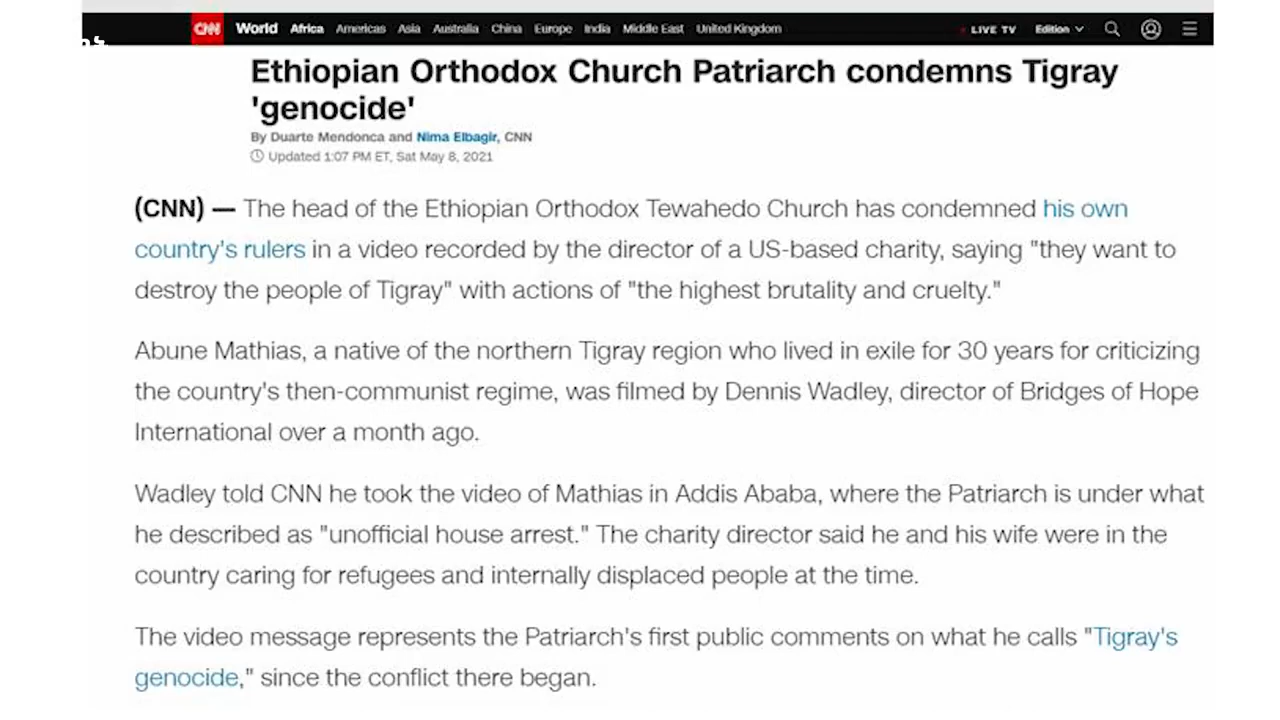 CNN World Africa Americas Asia Australia China Europe India Middle East United Kingdom LIVE TV Edition
Ethiopian Orthodox Church Patriarch condemns Tigray
'genocide'
By Duarte Mendonca and Nima Elbagir, CNN
Updated 1:07 PM ET, Sat May 8, 2021
(CNN) — The head of the Ethiopian Orthodox Tewahedo Church has condemned his own
country's rulers in a video recorded by the director of a US-based charity, saying "they want to
destroy the people of Tigray" with actions of "the highest brutality and cruelty."
Abune Mathias, a native of the northern Tigray region who lived in exile for 30 years for criticizing
the country's then-communist regime, was filmed by Dennis Wadley, director of Bridges of Hope
International over a month ago.
Wadley told CNN he took the video of Mathias in Addis Ababa, where the Patriarch is under what
he described as "unofficial house arrest." The charity director said he and his wife were in the
country caring for refugees and internally displaced people at the time.
The video message represents the Patriarch's first public comments on what he calls "Tigray's
genocide," since the conflict there began.